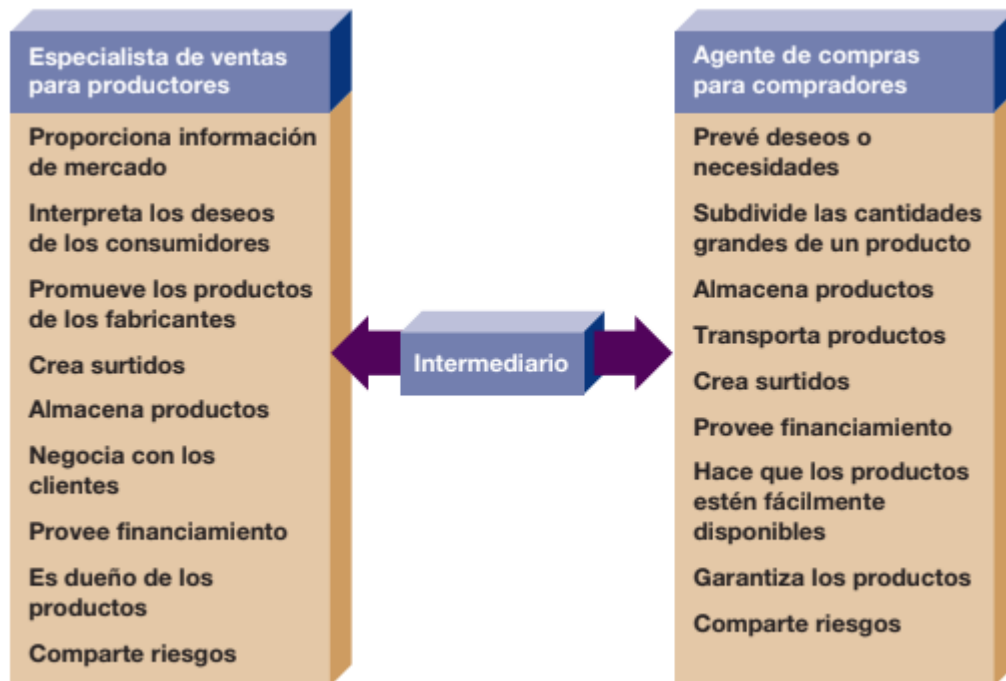 Especialista de ventas
para productores
Proporciona información
de mercado
Interpreta los deseos
de los consumidores
Promueve los productos
de los fabricantes
Crea surtidos
Almacena productos
Negocia con los
clientes
Provee financiamiento
Es dueño de los
productos
Comparte riesgos
Intermediario
Agente de compras
para compradores
Prevé deseos o
necesidades
Subdivide las cantidades
grandes de un producto
Almacena productos
Transporta productos
Crea surtidos
Provee financiamiento
Hace que los productos
estén fácilmente
disponibles
Garantiza los productos
Comparte riesgos